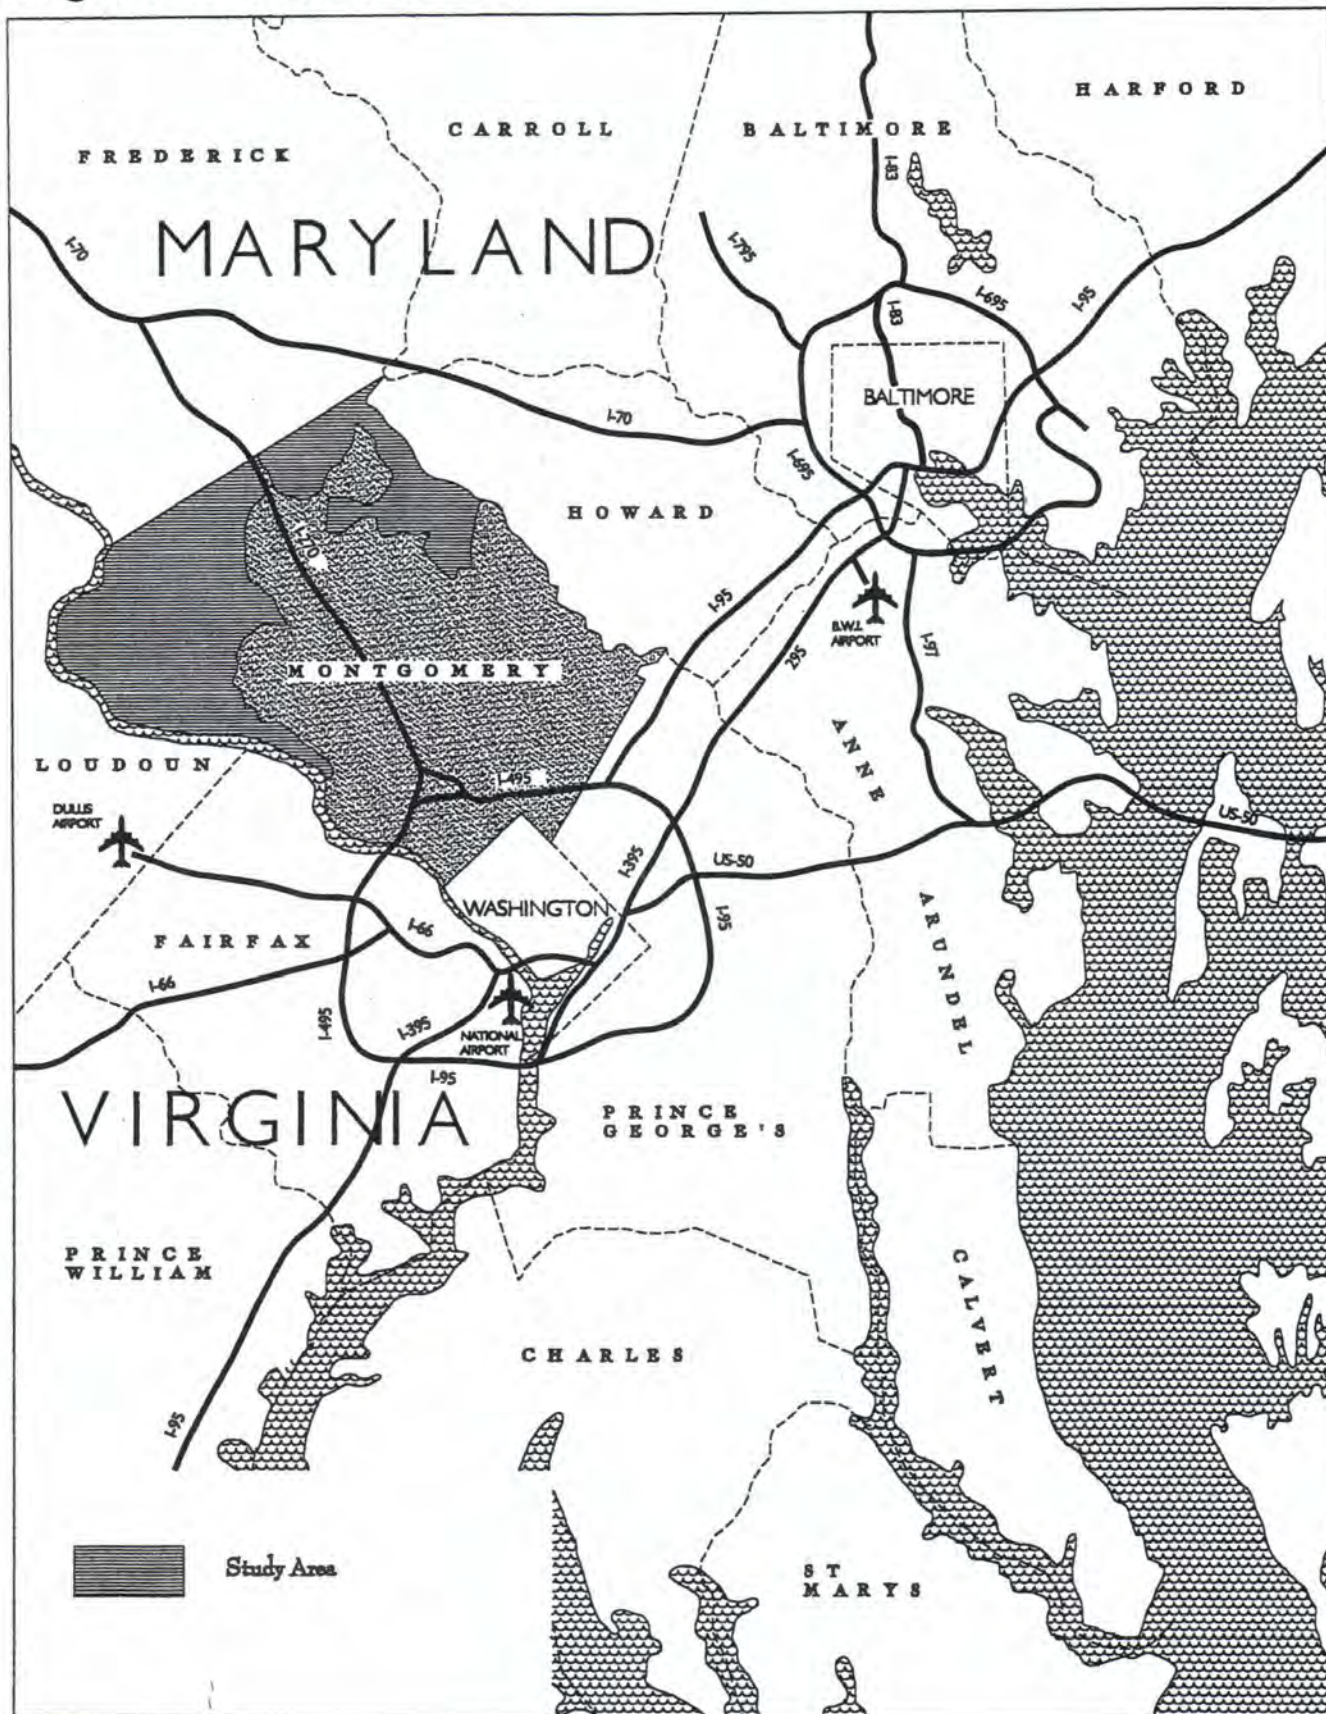 HARFORD
CARROLL
BALTIMORE
FREDERICK
I-83
MARYLAND
I-70
I-795
I-695
I-95
I-83
BALTIMORE
I-70
I-695
HOWARD
I-270
I-95
B.W.I.
AIRPORT
295
I-97
MONTGOMERY
ANNE
LOUDOUN
I-495
DULLIS
AIRPORT
US-50
US-50
I-395
WASHINGTON
I-95
ARUNDEL
FAIRFAX
I-66
I-66
I-495
I-395
NATIONAL
AIRPORT
I-95
VIRGINIA
PRINCE
GEORGE'S
PRINCE
WILLIAM
CALVERT
CHARLES
I-95
Study Area
ST
MARYS